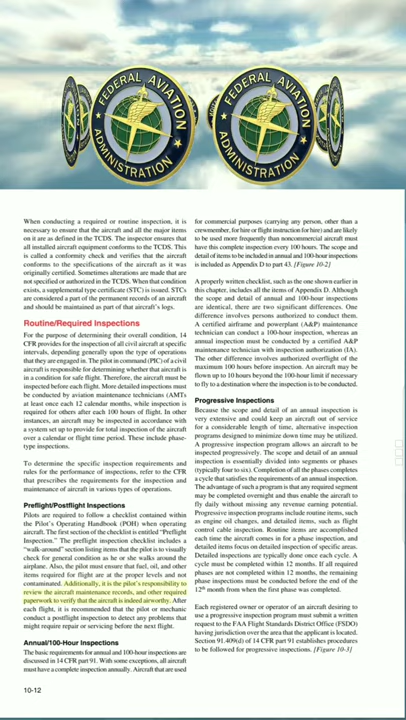 FEDERAL AVIATION
ADMINISTRATION
FEDERAL AVIATION
ADMINISTRATION
When conducting a required or routine inspection, it is
necessary to ensure that the aircraft and all the major items
on it are as defined in the TCDS. The inspector ensures that
all installed aircraft equipment conforms to the TCDS. This
is called a conformity check and verifies that the aircraft
conforms to the specifications of the aircraft as it was
originally certified. Sometimes alterations are made that are
not specified or authorized in the TCDS. When that condition
exists, a supplemental type certificate (STC) is issued. STCs
are considered a part of the permanent records of an aircraft
and should be maintained as part of that aircraft's logs.
Routine/Required Inspections
For the purpose of determining their overall condition, 14
CFR provides for the inspection of all civil aircraft at specific
intervals, depending generally upon the type of operations
that they are engaged in. The pilot in command (PIC) of a civil
aircraft is responsible for determining whether that aircraft is
in a condition for safe flight. Therefore, the aircraft must be
inspected before each flight. More detailed inspections must
be conducted by aviation maintenance technicians (AMTs)
at least once each 12 calendar months, while inspection is
required for others after each 100 hours of flight. In other
instances, an aircraft may be inspected in accordance with
a system set up to provide for total inspection of the aircraft
over a calendar or flight time period. These include phase-
type inspections.
To determine the specific inspection requirements and
rules for the performance of inspections, refer to the CFR
that prescribes the requirements for the inspection and
maintenance of aircraft in various types of operations.
Preflight/Postflight Inspections
Pilots are required to follow a checklist contained within
the Pilot's Operating Handbook (POH) when operating
aircraft. The first section of the checklist is entitled "Preflight
Inspection." The preflight inspection checklist includes a
"walk-around" section listing items that the pilot is to visually
check for general condition as he or she walks around the
airplane. Also, the pilot must ensure that fuel, oil, and other
items required for flight are at the proper levels and not
contaminated. Additionally, it is the pilot's responsibility to
review the aircraft maintenance records, and other required
paperwork to verify that the aircraft is indeed airworthy. After
each flight, it is recommended that the pilot or mechanic
conduct a postflight inspection to detect any problems that
might require repair or servicing before the next flight.
Annual/100-Hour Inspections
The basic requirements for annual and 100-hour inspections are
discussed in 14 CFR part 91. With some exceptions, all aircraft
must have a complete inspection annually. Aircraft that are used
for commercial purposes (carrying any person, other than a
crewmember, for hire or flight instruction for hire) and are likely
to be used more frequently than noncommercial aircraft must
have this complete inspection every 100 hours. The scope and
detail of items to be included in annual and 100-hour inspections
is included as Appendix D to part 43. [Figure 10-2]
A properly written checklist, such as the one shown earlier in
this chapter, includes all the items of Appendix D. Although
the scope and detail of annual and 100-hour inspections
are identical, there are two significant differences. One
difference involves persons authorized to conduct them.
A certified airframe and powerplant (A&P) maintenance
technician can conduct a 100-hour inspection, whereas an
annual inspection must be conducted by a certified A&P
maintenance technician with inspection authorization (IA).
The other difference involves authorized overflight of the
maximum 100 hours before inspection. An aircraft may be
flown up to 10 hours beyond the 100-hour limit if necessary
to fly to a destination where the inspection is to be conducted.
Progressive Inspections
Because the scope and detail of an annual inspection is
very extensive and could keep an aircraft out of service
for a considerable length of time, alternative inspection
programs designed to minimize down time may be utilized.
A progressive inspection program allows an aircraft to be
inspected progressively. The scope and detail of an annual
inspection is essentially divided into segments or phases
(typically four to six). Completion of all the phases completes
a cycle that satisfies the requirements of an annual inspection.
The advantage of such a program is that any required segment
may be completed overnight and thus enable the aircraft to
fly daily without missing any revenue earning potential.
Progressive inspection programs include routine items, such
as engine oil changes, and detailed items, such as flight
control cable inspection. Routine items are accomplished
each time the aircraft comes in for a phase inspection, and
detailed items focus on detailed inspection of specific areas.
Detailed inspections are typically done once each cycle. A
cycle must be completed within 12 months. If all required
phases are not completed within 12 months, the remaining
phase inspections must be conducted before the end of the
12th month from when the first phase was completed.
Each registered owner or operator of an aircraft desiring to
use a progressive inspection program must submit a written
request to the FAA Flight Standards District Office (FSDO)
having jurisdiction over the area that the applicant is located.
Section 91.409(d) of 14 CFR part 91 establishes procedures
to be followed for progressive inspections. [Figure 10-3]
10-12